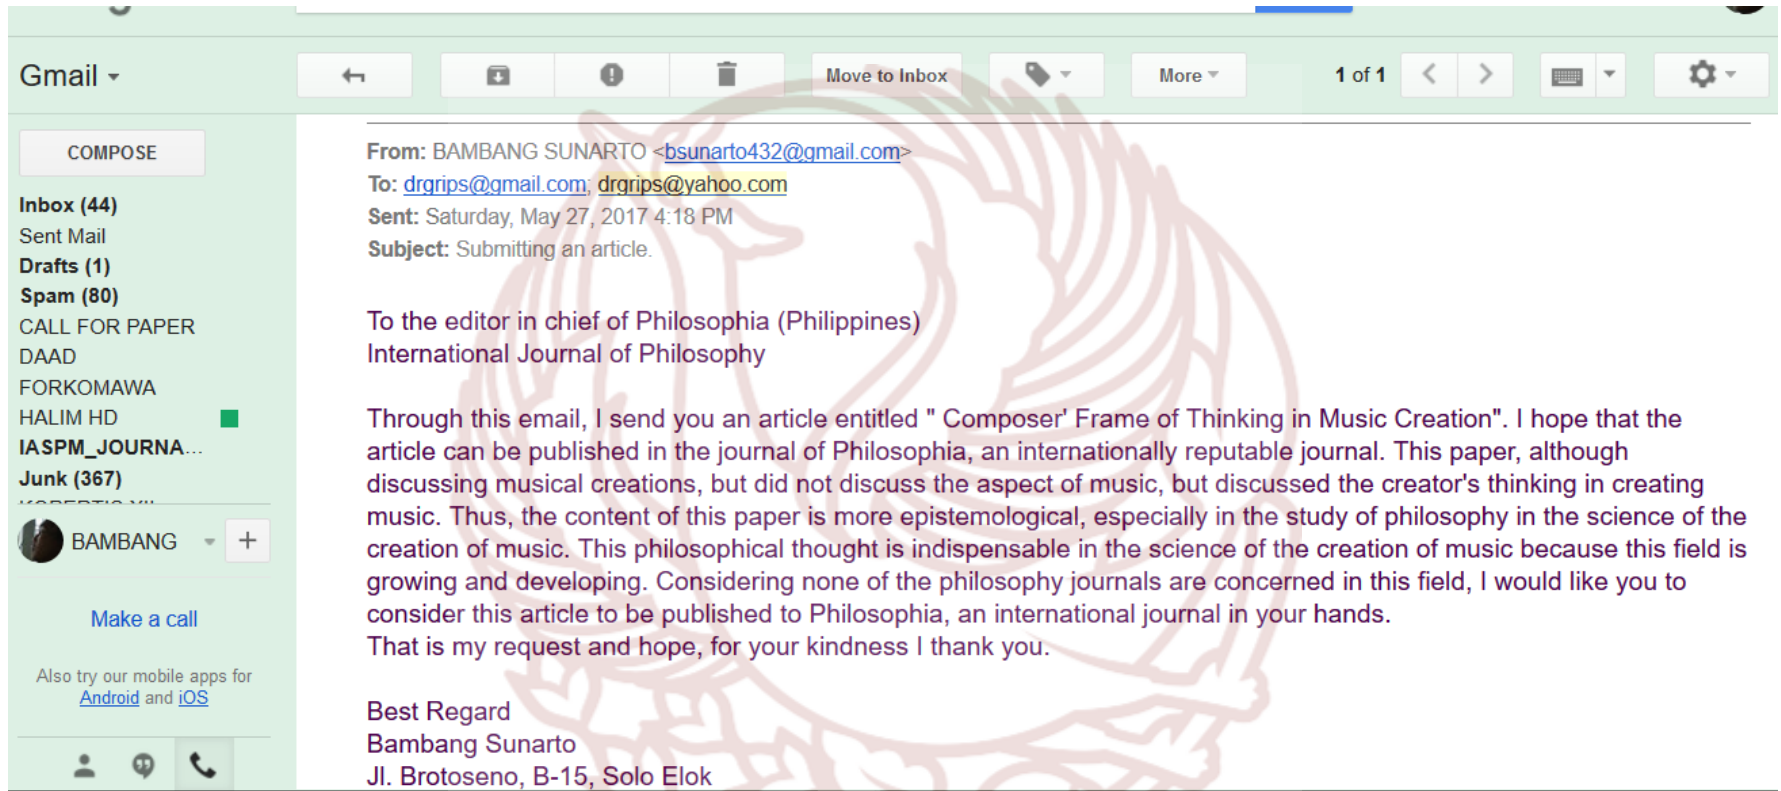 Gmail
Move to Inbox
More
1 of 1
COMPOSE
Inbox (44)
Sent Mail
Drafts (1)
Spam (80)
CALL FOR PAPER
DAAD
FORKOMAWA
HALIM HD
IASPM_JOURNA...
Junk (367)
BAMBANG
Make a call
Also try our mobile apps for
Android and iOS
From: BAMBANG SUNARTO <bsunarto432@gmail.com>
To: drgrips@gmail.com; drgrips@yahoo.com
Sent: Saturday, May 27, 2017 4:18 PM
Subject: Submitting an article.
To the editor in chief of Philosophia (Philippines)
International Journal of Philosophy
Through this email, I send you an article entitled " Composer' Frame of Thinking in Music Creation". I hope that the
article can be published in the journal of Philosophia, an internationally reputable journal. This paper, although
discussing musical creations, but did not discuss the aspect of music, but discussed the creator's thinking in creating
music. Thus, the content of this paper is more epistemological, especially in the study of philosophy in the science of the
creation of music. This philosophical thought is indispensable in the science of the creation of music because this field is
growing and developing. Considering none of the philosophy journals are concerned in this field, I would like you to
consider this article to be published to Philosophia, an international journal in your hands.
That is my request and hope, for your kindness I thank you.
Best Regard
Bambang Sunarto
Jl. Brotoseno, B-15, Solo Elok